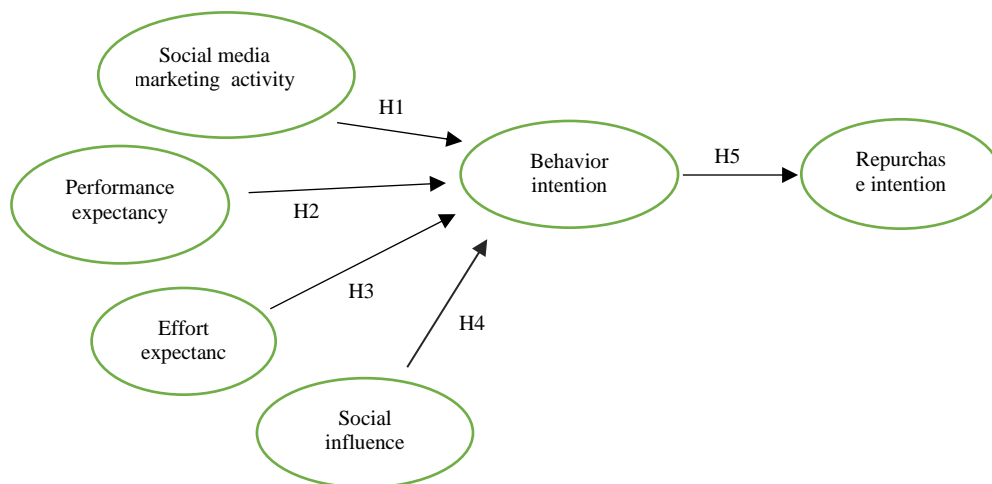 Social media
marketing activity
H1
Performance
expectancy
H2
Effort
expectanc
H3
Social
influence
H4
Behavior
intention
H5
Repurchas
e intention